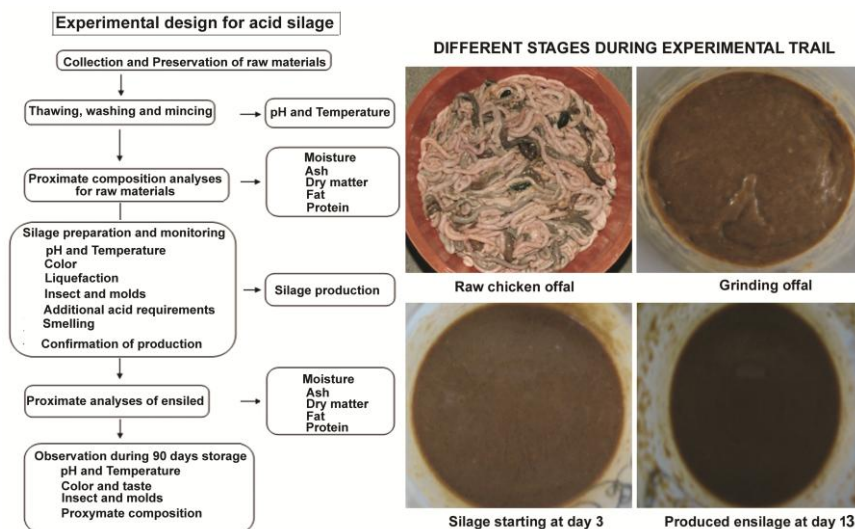 Experimental design for acid silage
Collection and Preservation of raw materials
Thawing, washing and mincing
pH and Temperature
Proximate composition analyses
for raw materials
Moisture
Ash
Dry matter
Fat
Protein
Silage preparation and monitoring
pH and Temperature
Color
Liquefaction
Insect and molds
Additional acid requirements
Smelling
Confirmation of production
Silage production
Proximate analyses of ensiled
Moisture
Ash
Dry matter
Fat
Protein
Observation during 90 days storage
pH and Temperature
Color and taste
Insect and molds
Proxymate composition
DIFFERENT STAGES DURING EXPERIMENTAL TRAIL
Raw chicken offal
Grinding offal
Silage starting at day 3
Produced ensilage at day 13